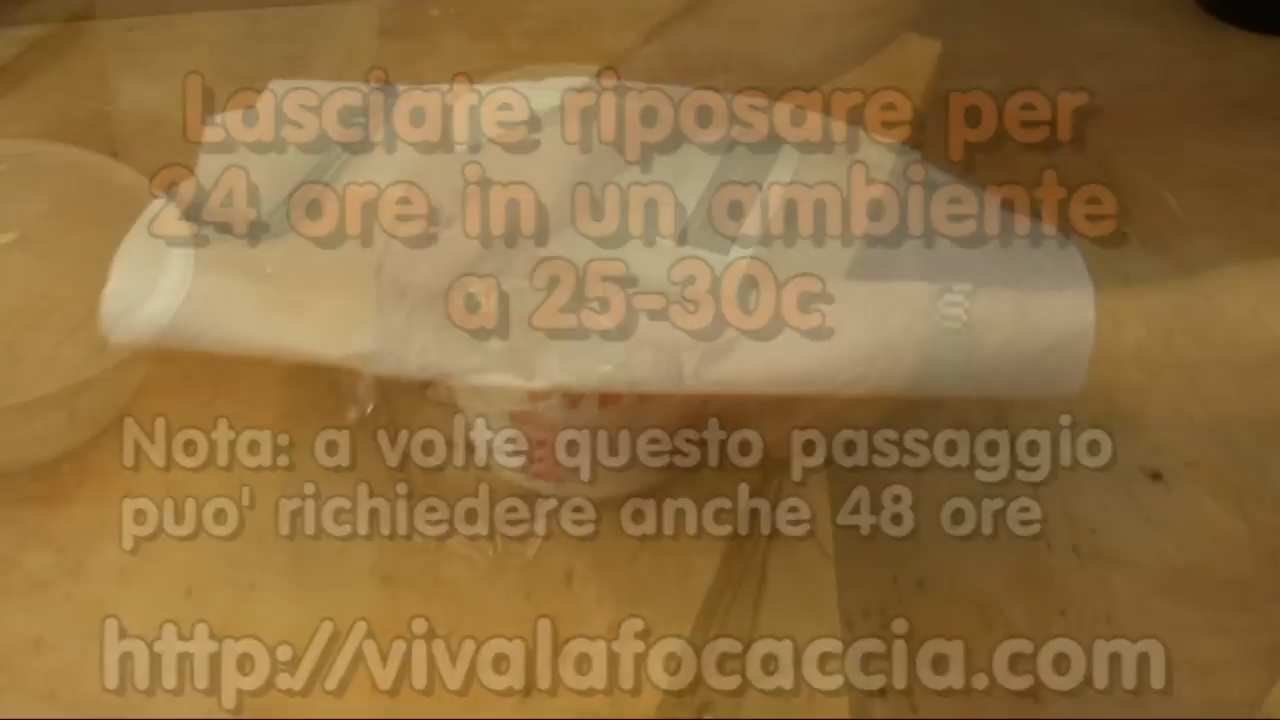 Lasciate riposare per
24 ore in un ambiente
a 25-30c
Nota: a volte questo passaggio
puo' richiedere anche 48 ore
http://vivalafocaccia.com